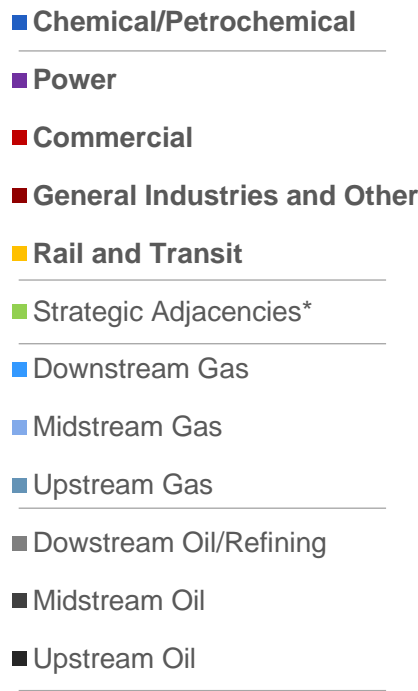 Chemical/Petrochemical
Power
Commercial
General Industries and Other
Rail and Transit
Strategic Adjacencies*
Downstream Gas
Midstream Gas
Upstream Gas
Dowstream Oil/Refining
Midstream Oil
Upstream Oil